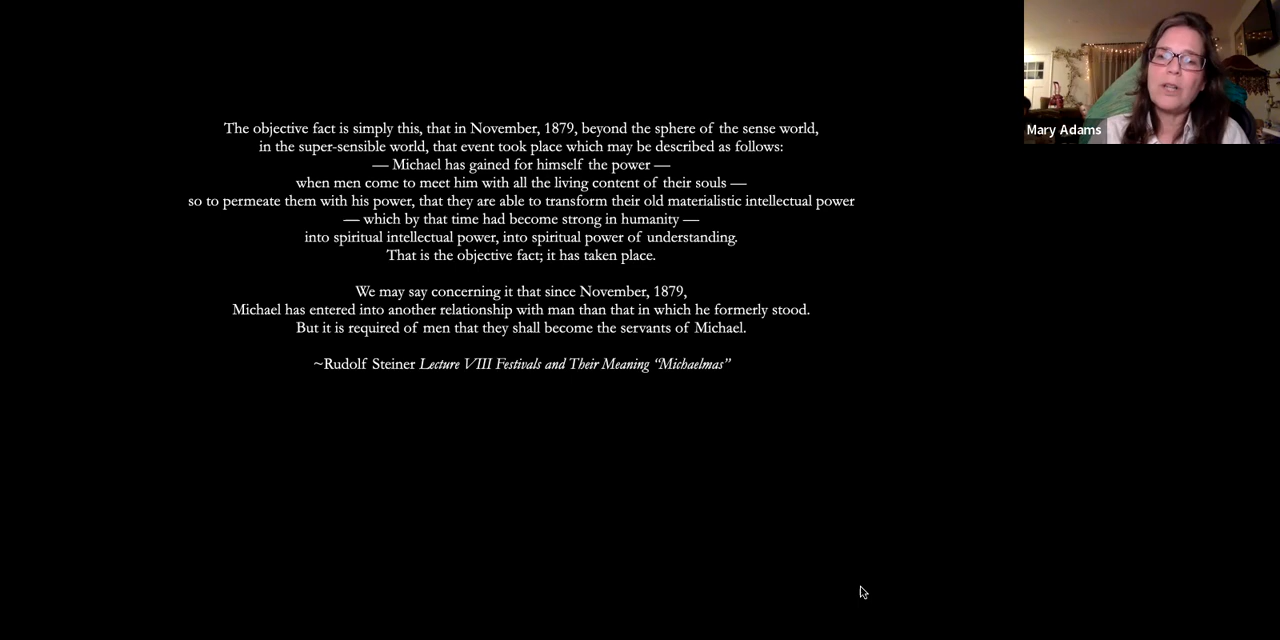 The objective fact is simply this, that in November, 1879, beyond the sphere of the sense world,
in the super-sensible world, that event took place which may be described as follows:
— Michael has gained for himself the power —
when men come to meet him with all the living content of their souls —
so to permeate them with his power, that they are able to transform their old materialistic intellectual power
— which by that time had become strong in humanity —
into spiritual intellectual power, into spiritual power of understanding.
That is the objective fact; it has taken place.
We may say concerning it that since November, 1879,
Michael has entered into another relationship with man than that in which he formerly stood.
But it is required of men that they shall become the servants of Michael.
~Rudolf Steiner Lecture VIII Festivals and Their Meaning “Michaelmas”
Mary Adams